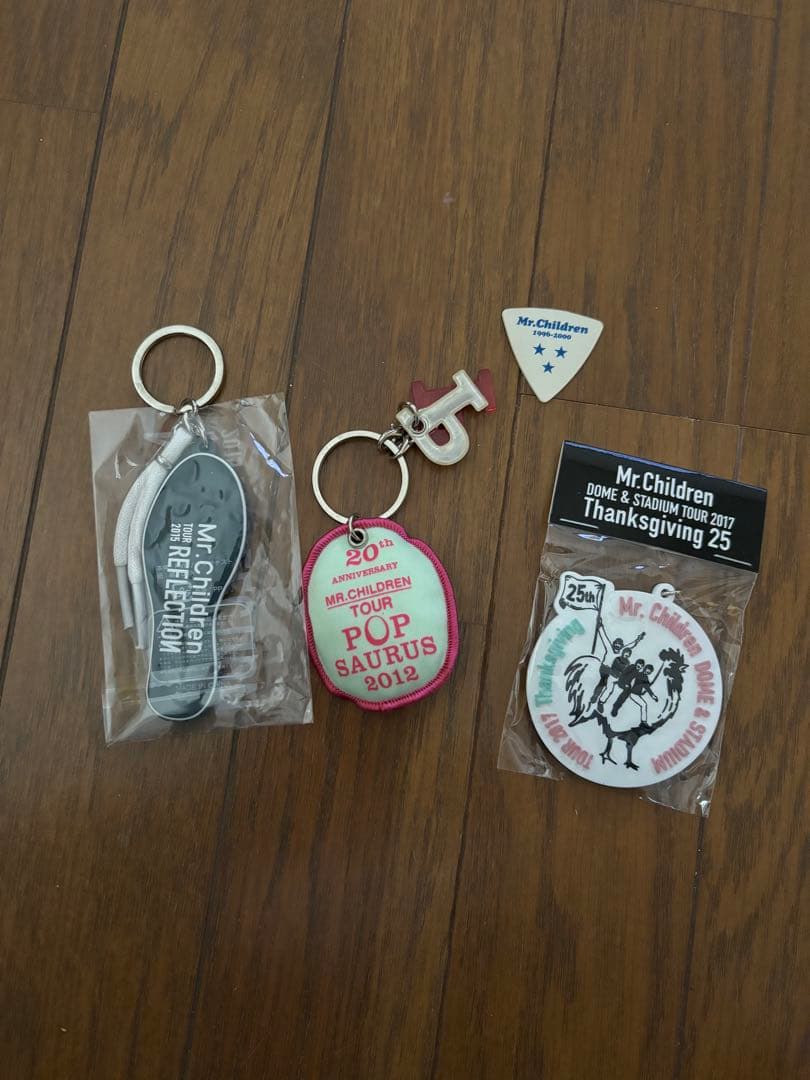 Mr.Children
TOUR
2015 REFLECTION
20th
ANNIVERSARY
MR.CHILDREN
TOUR
POP
SAURUS
2012
P
Mr.Children
1996-2000
Mr.Children
DOME & STADIUM TOUR 2017
Thanksgiving 25
25th
Mr. Children DOME & STADIUM
TOUR 2017 Thanksgiving